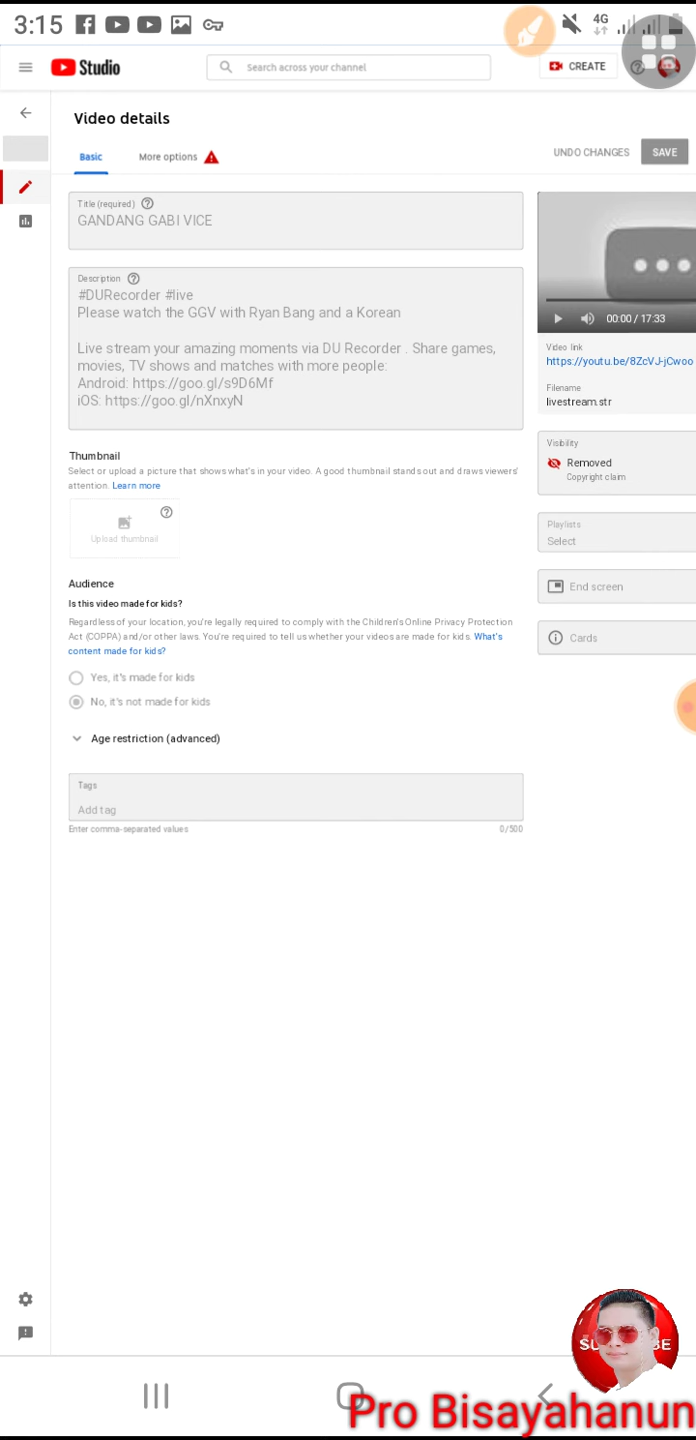 3:15
4G
Studio
Search across your channel
CREATE
Video details
Basic
More options
UNDO CHANGES
SAVE
Title (required)
GANDANG GABI VICE
Description
#DURecorder #live
Please watch the GGV with Ryan Bang and a Korean
Live stream your amazing moments via DU Recorder . Share games,
movies, TV shows and matches with more people:
Android: https://goo.gl/s9D6Mf
iOS: https://goo.gl/nXnxyN
00:00 / 17:33
Video link
https://youtu.be/8ZcVJ-jCwoo
Filename
livestream.str
Visibility
Removed
Copyright claim
Playlists
Select
End screen
Cards
Thumbnail
Select or upload a picture that shows what's in your video. A good thumbnail stands out and draws viewers'
attention. Learn more
Upload thumbnail
Audience
Is this video made for kids?
Regardless of your location, you're legally required to comply with the Children's Online Privacy Protection
Act (COPPA) and/or other laws. You're required to tell us whether your videos are made for kids. What's
content made for kids?
Yes, it's made for kids
No, it's not made for kids
Age restriction (advanced)
Tags
Add tag
Enter comma-separated values
0/500
Pro Bisayahanun